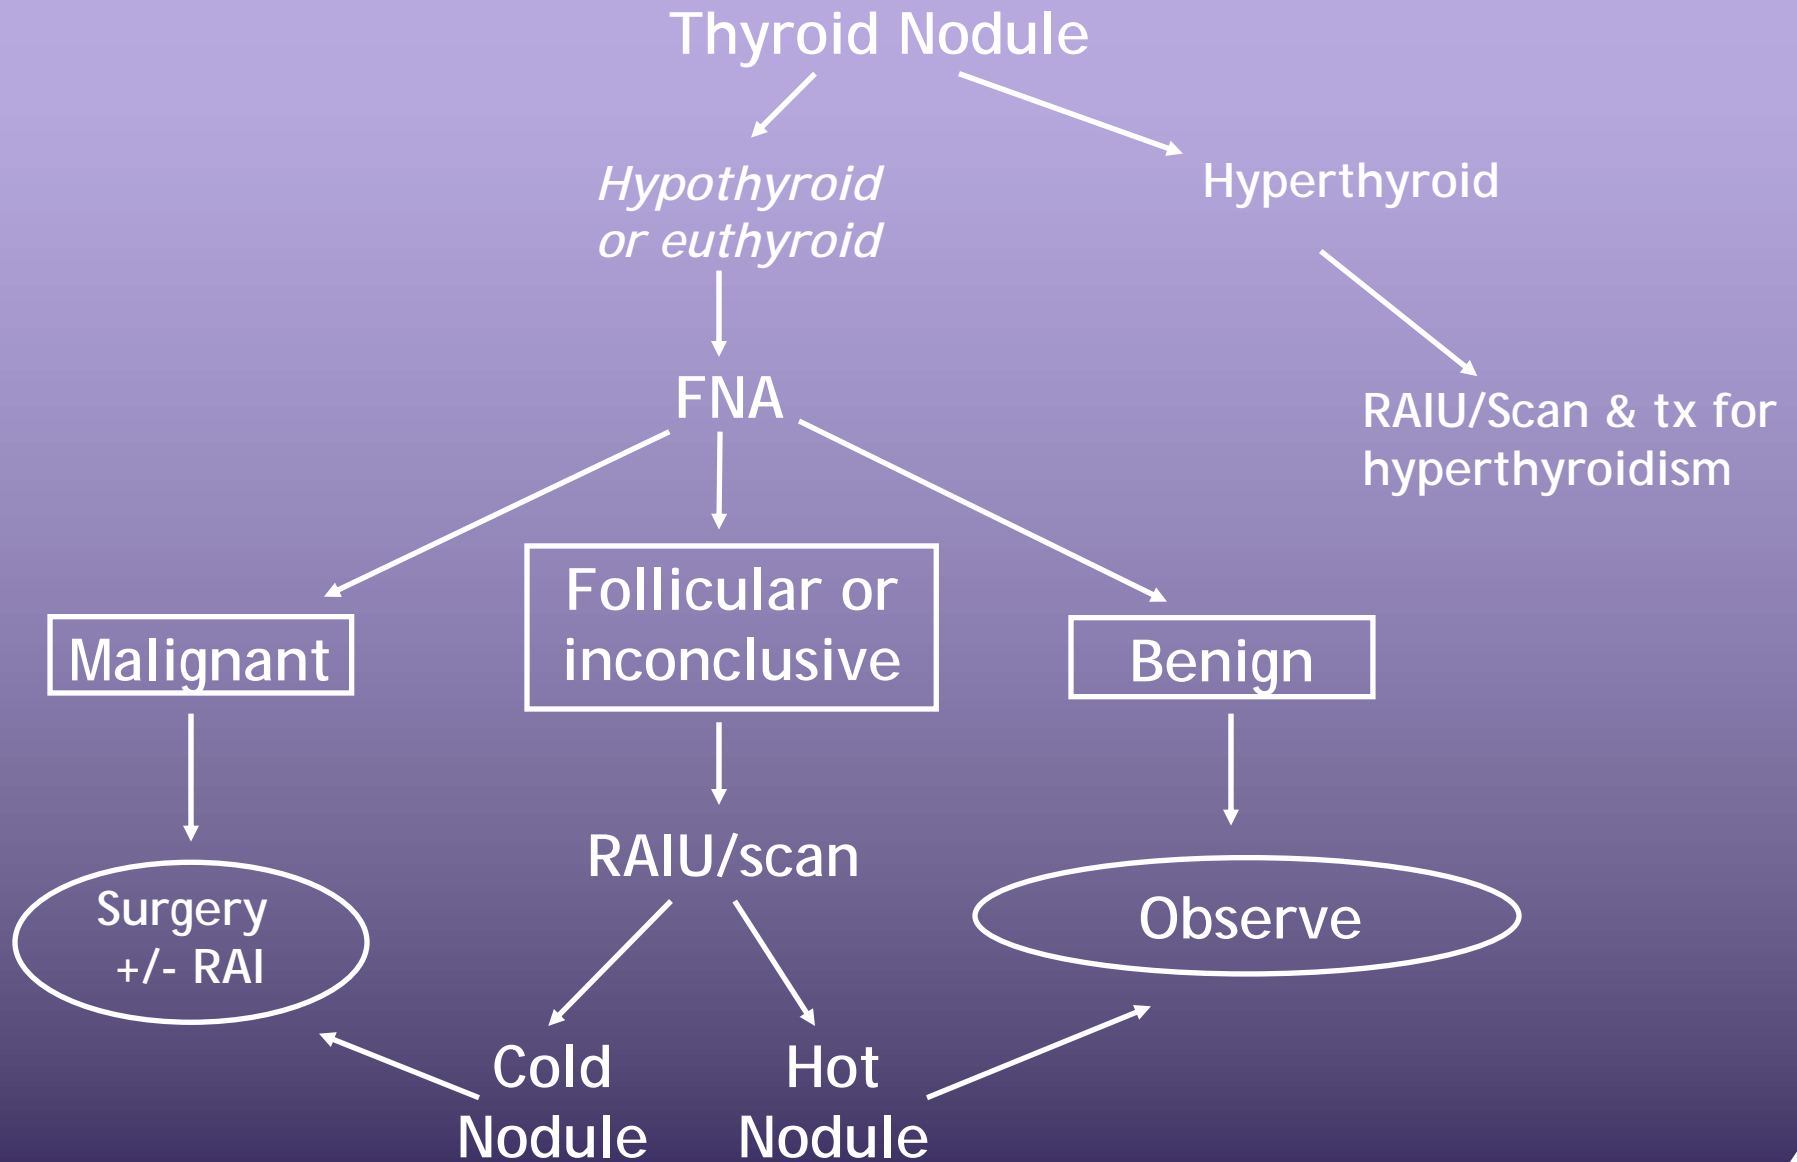 Thyroid Nodule
Hypothyroid
or euthyroid
Hyperthyroid
FNA
RAIU/Scan & tx for
hyperthyroidism
Malignant
Follicular or
inconclusive
Benign
Surgery
+/- RAI
RAIU/scan
Observe
Cold
Nodule
Hot
Nodule